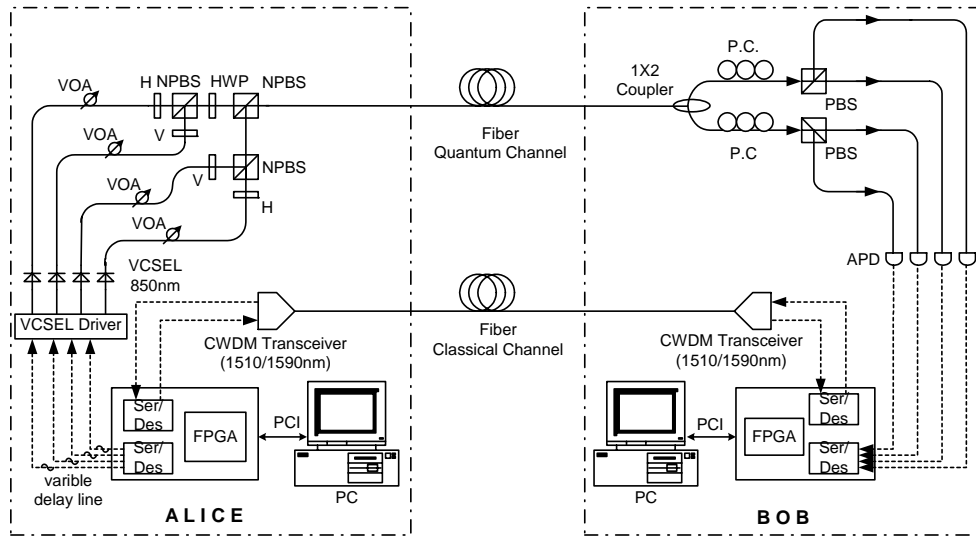 P.C.
H NPBS HWP NPBS
1X2
Coupler
VOA
PBS
V
VOA
Fiber
Quantum Channel
P.C
PBS
NPBS
VOA
V
H
VOA
VCSEL
850nm
APD
VCSEL Driver
CWDM Transceiver
(1510/1590nm)
Fiber
Classical Channel
CWDM Transceiver
(1510/1590nm)
Ser/
Des
FPGA
Ser/
Des
PCI
PC
varible
delay line
A L I C E
PCI
PC
FPGA
Ser/
Des
Ser/
Des
B O B